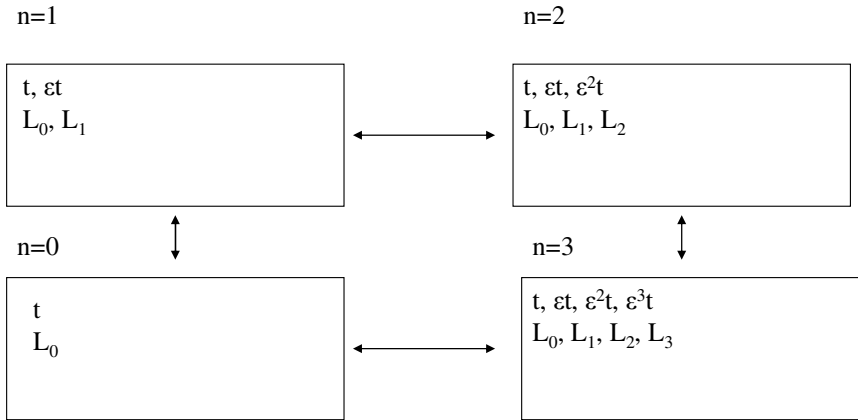 n=1
t, εt
L₀, L₁
n=2
t, εt, ε²t
L₀, L₁, L₂
n=0
t
L₀
n=3
t, εt, ε²t, ε³t
L₀, L₁, L₂, L₃